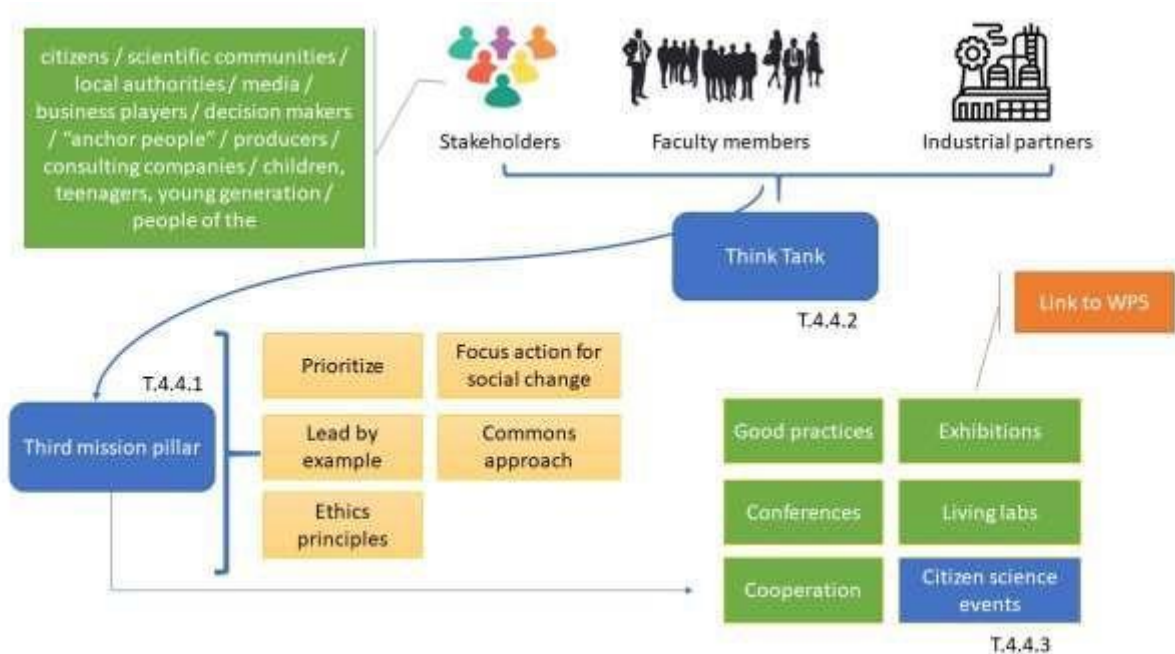 citizens / scientific communities /
local authorities / media /
business players / decision makers
/ "anchor people" / producers /
consulting companies / children,
teenagers, young generation /
people of the
Stakeholders
Faculty members
Industrial partners
Think Tank
T.4.4.2
Link to WP5
T.4.4.1
Third mission pillar
Prioritize
Focus action for
social change
Lead by
example
Commons
approach
Ethics
principles
Good practices
Exhibitions
Conferences
Living labs
Cooperation
Citizen science
events
T.4.4.3